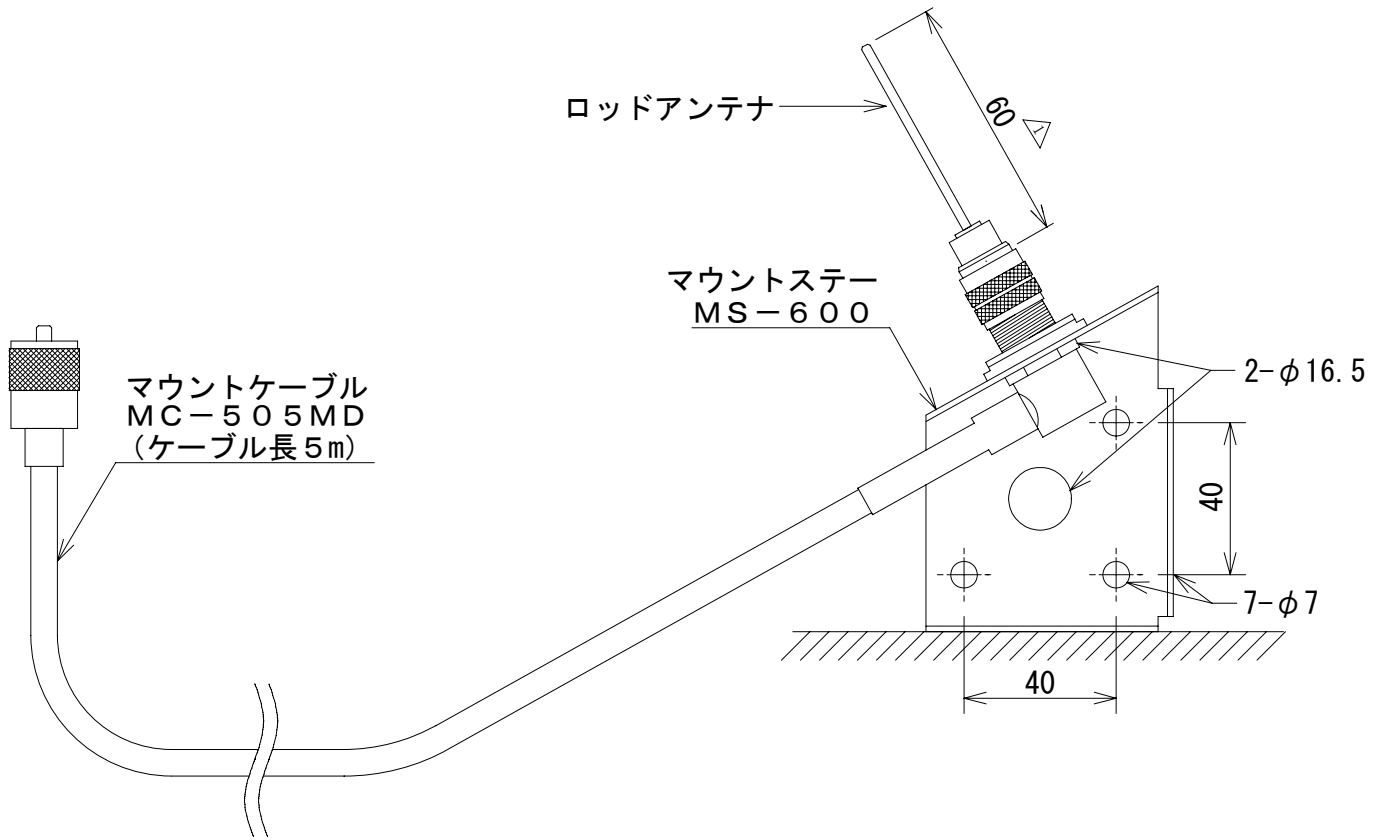 ロッドアンテナ
60
1
マウントステー
ＭＳ－６００
2-φ16.5
マウントケーブル
ＭＣ－５０５ＭＤ
（ケーブル長５ｍ）
40
7-φ7
40